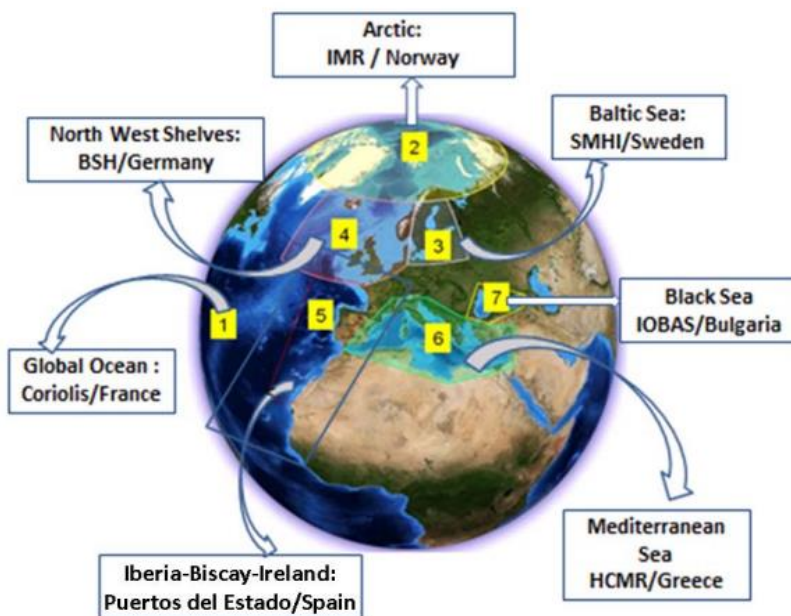 Arctic:
IMR / Norway
North West Shelves:
BSH/Germany
Baltic Sea:
SMHI/Sweden
2
4
3
7
1
5
6
Black Sea
IOBAS/Bulgaria
Global Ocean :
Coriolis/France
Mediterranean
Sea
HCMR/Greece
Iberia-Biscay-Ireland:
Puertos del Estado/Spain